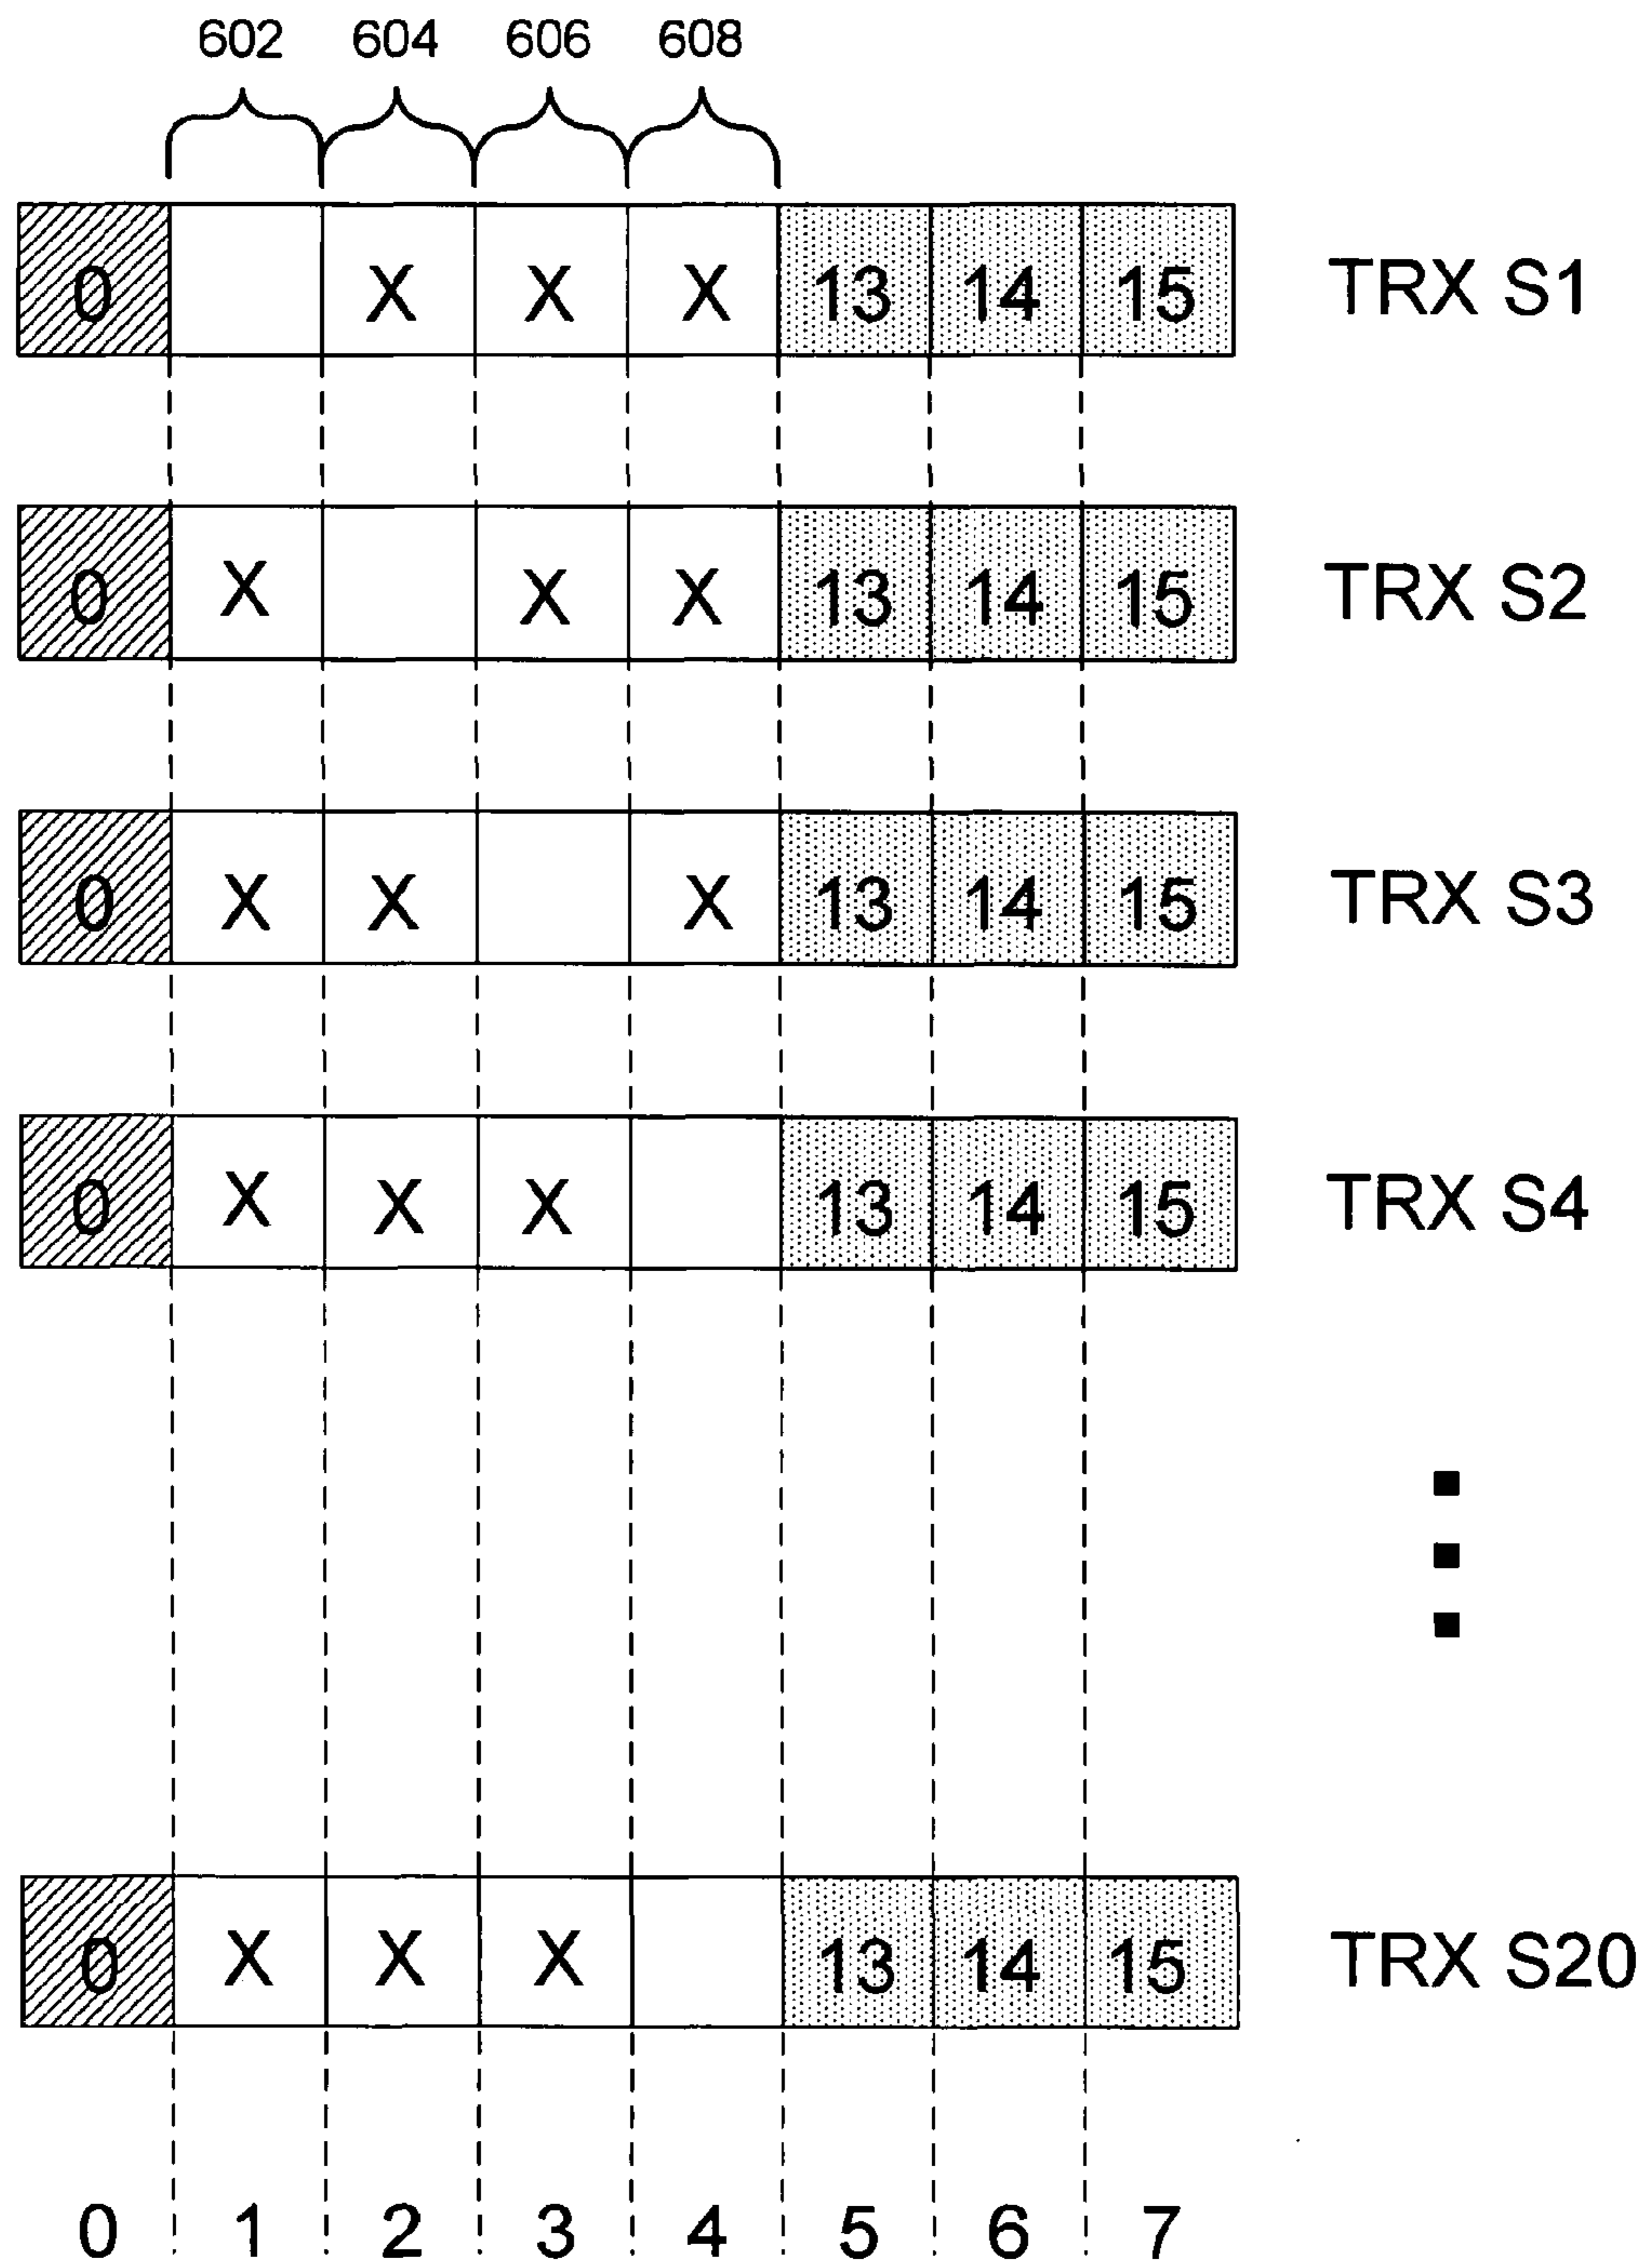 602 604 606 608
0 X X X 13 14 15 TRX S1
0 X X X 13 14 15 TRX S2
0 X X X 13 14 15 TRX S3
0 X X X 13 14 15 TRX S4
0 X X X 13 14 15 TRX S20
0 1 2 3 4 5 6 7